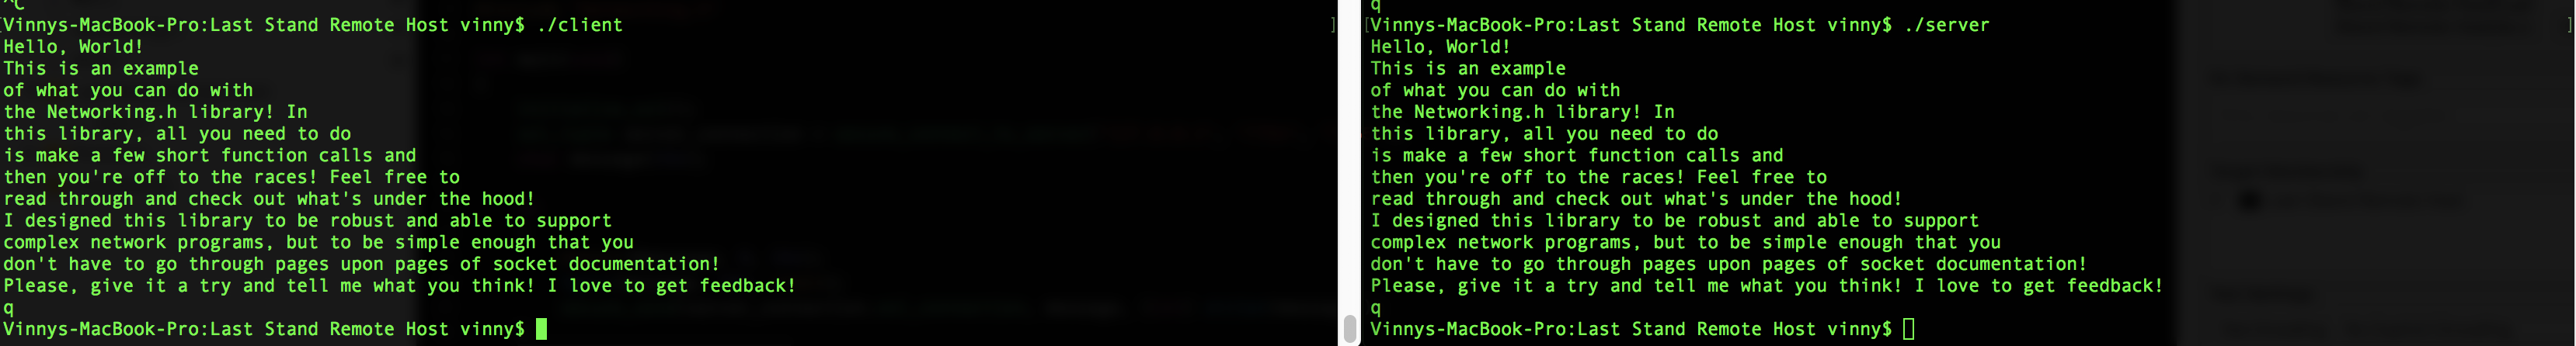 ^C
Vinnys-MacBook-Pro:Last Stand Remote Host vinny$ ./client
Hello, World!
This is an example
of what you can do with
the Networking.h library! In
this library, all you need to do
is make a few short function calls and
then you're off to the races! Feel free to
read through and check out what's under the hood!
I designed this library to be robust and able to support
complex network programs, but to be simple enough that you
don't have to go through pages upon pages of socket documentation!
Please, give it a try and tell me what you think! I love to get feedback!
q
Vinnys-MacBook-Pro:Last Stand Remote Host vinny$
q
Vinnys-MacBook-Pro:Last Stand Remote Host vinny$ ./server
Hello, World!
This is an example
of what you can do with
the Networking.h library! In
this library, all you need to do
is make a few short function calls and
then you're off to the races! Feel free to
read through and check out what's under the hood!
I designed this library to be robust and able to support
complex network programs, but to be simple enough that you
don't have to go through pages upon pages of socket documentation!
Please, give it a try and tell me what you think! I love to get feedback!
q
Vinnys-MacBook-Pro:Last Stand Remote Host vinny$